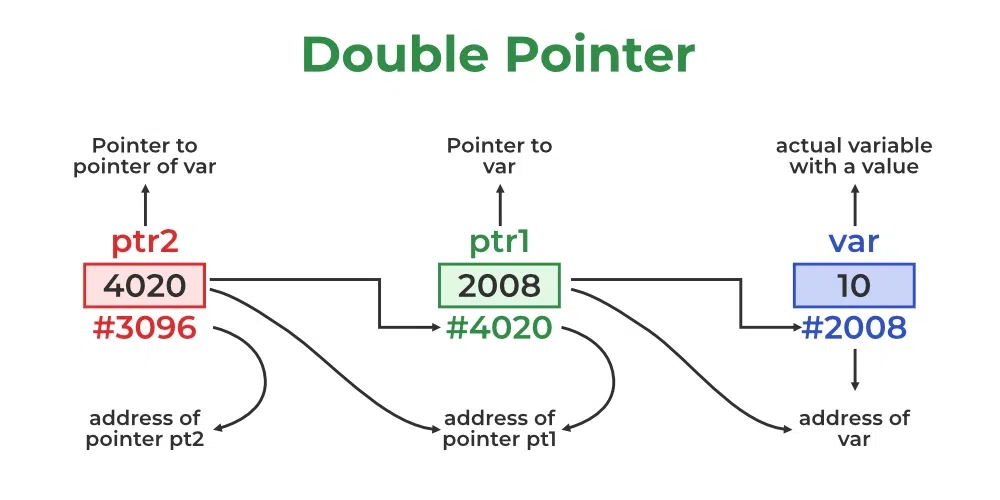 Double Pointer
Pointer to
pointer of var
Pointer to
var
actual variable
with a value
ptr2
ptr1
var
4020
2008
10
#3096
#4020
#2008
address of
pointer pt2
address of
pointer pt1
address of
var